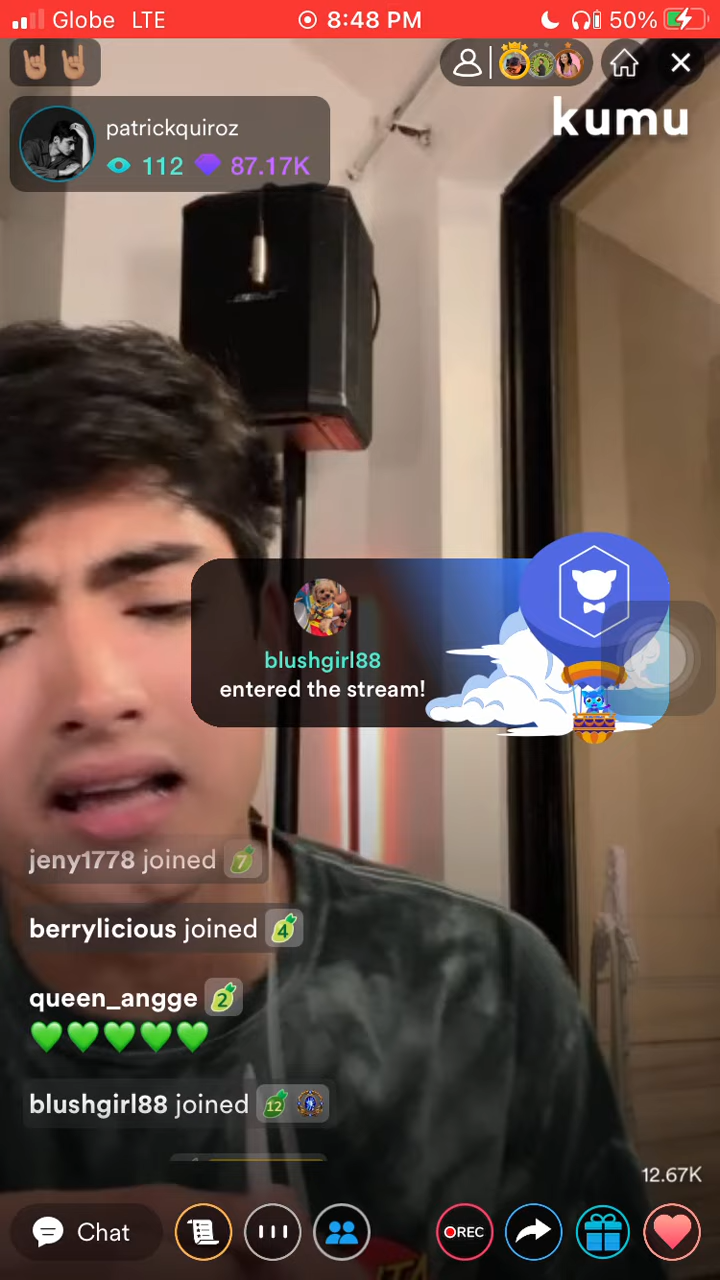 Globe LTE 8:48 PM 50%
kumu
patrickquiroz
112 87.17K
blushgirl88
entered the stream!
jeny1778 joined 7
berrylicious joined 4
queen_angge 2
💚💚💚💚💚
blushgirl88 joined 12
12.67K
Chat
REC